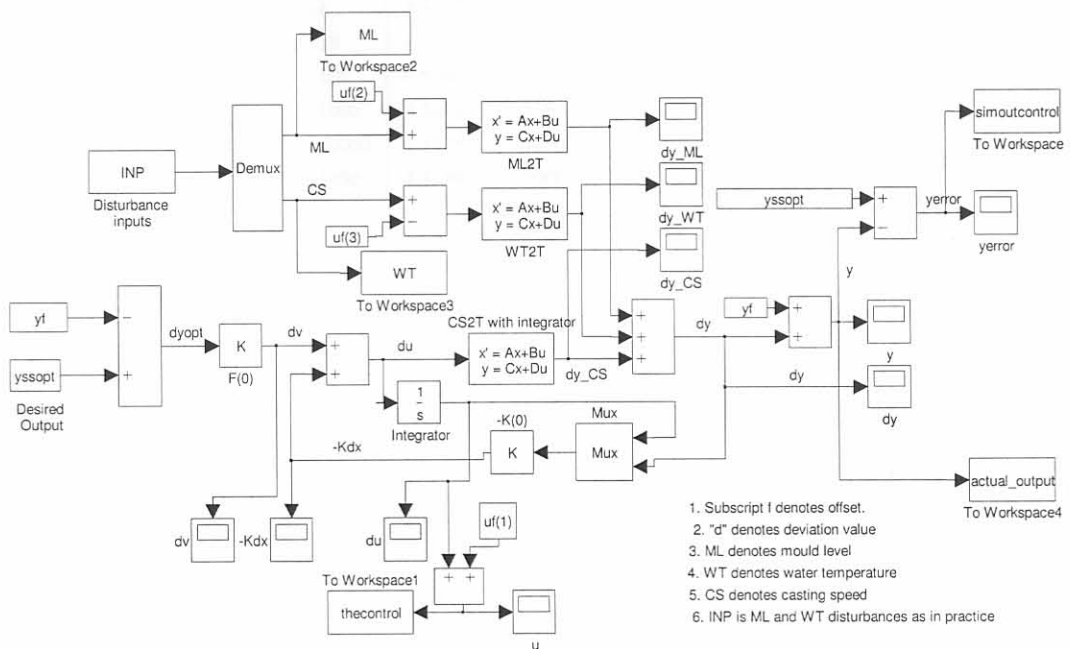 ML
To Workspace2
uf(2)
−
+
ML
x' = Ax+Bu
y = Cx+Du
ML2T
dy_ML
simoutcontrol
To Workspace
INP
Disturbance
inputs
Demux
CS
+
−
uf(3)
x' = Ax+Bu
y = Cx+Du
WT2T
dy_WT
yssopt
+
−
yerror
yerror
WT
To Workspace3
dy_CS
y
yf
−
dyopt
K
F(0)
dv
+
+
du
CS2T with integrator
x' = Ax+Bu
y = Cx+Du
dy_CS
+
+
+
dy
yf
+
+
y
yssopt
+
Desired
Output
1
s
Integrator
dy
dy
-K(0)
K
Mux
Mux
-Kdx
actual_output
To Workspace4
dv
-Kdx
du
uf(1)
+ +
To Workspace1
thecontrol
u
1. Subscript f denotes offset.
2. "d" denotes deviation value
3. ML denotes mould level
4. WT denotes water temperature
5. CS denotes casting speed
6. INP is ML and WT disturbances as in practice